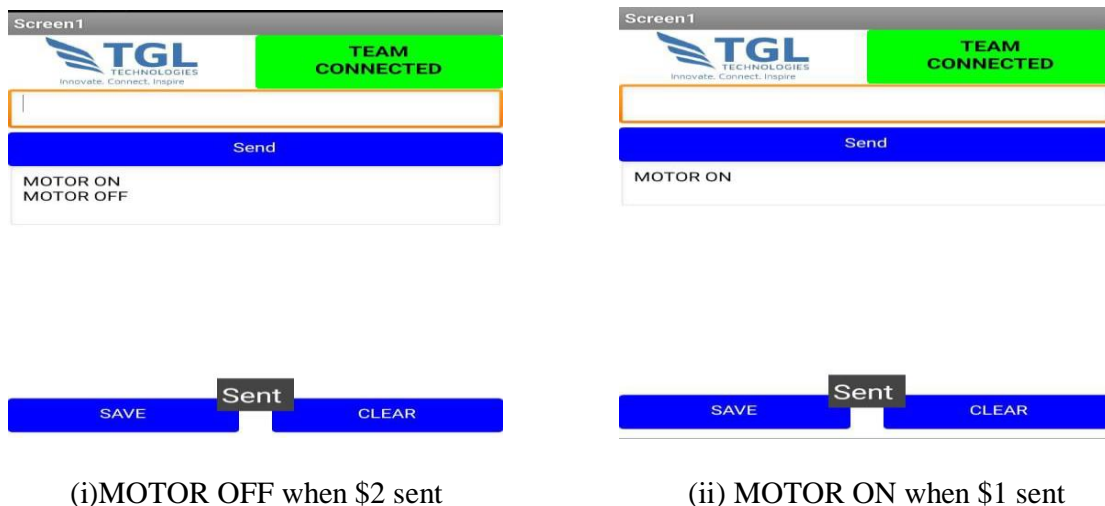 Screen1
TGL
TECHNOLOGIES
Innovate. Connect. Inspire
TEAM
CONNECTED
Send
MOTOR ON
MOTOR OFF
Sent
SAVE
CLEAR
(i)MOTOR OFF when $2 sent
Screen1
TGL
TECHNOLOGIES
Innovate. Connect. Inspire
TEAM
CONNECTED
Send
MOTOR ON
Sent
SAVE
CLEAR
(ii) MOTOR ON when $1 sent